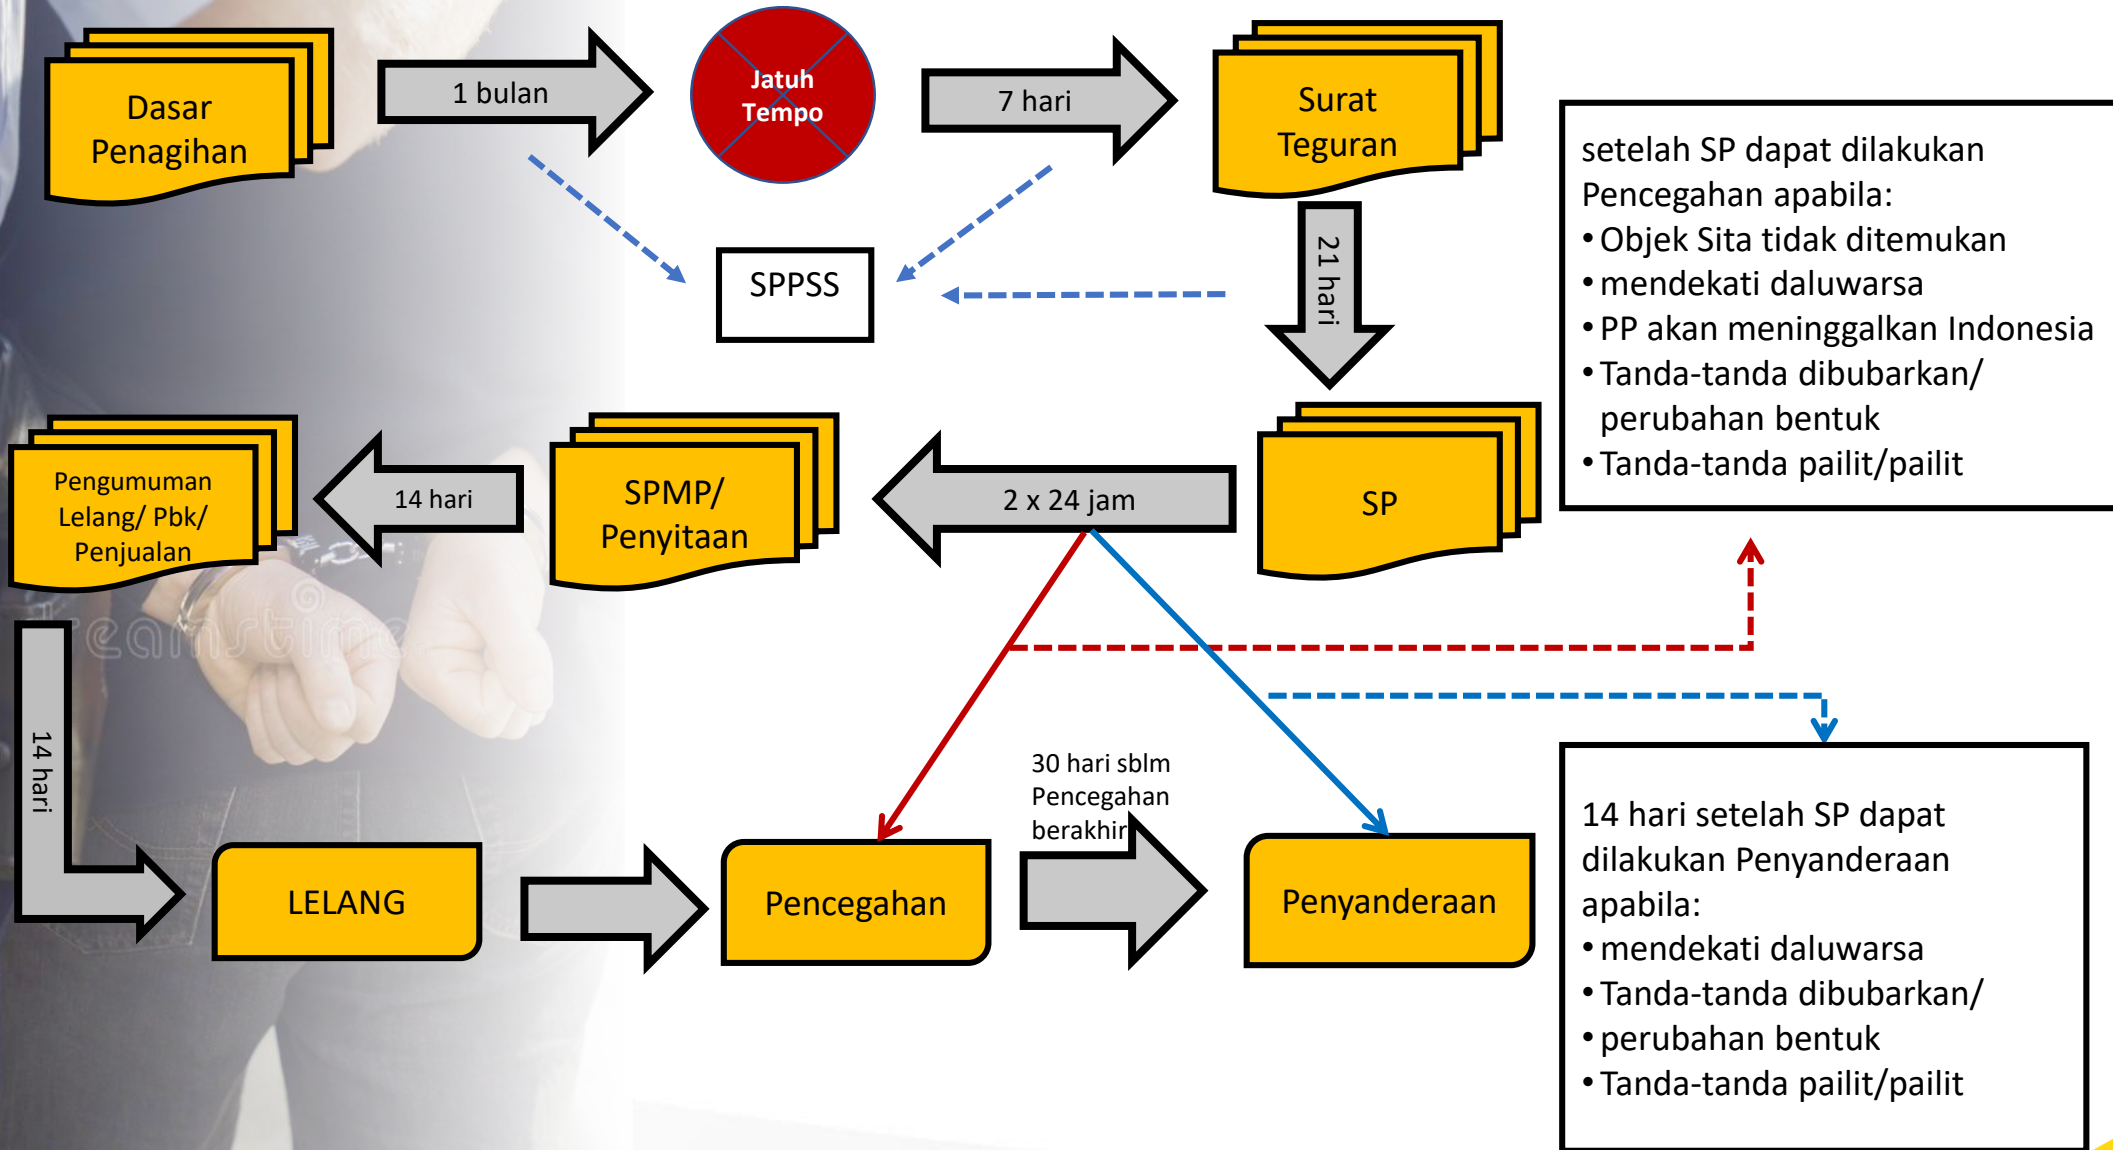 Dasar
Penagihan
1 bulan
Jatuh
Tempo
7 hari
Surat
Teguran
SPPSS
21 hari
setelah SP dapat dilakukan
Pencegahan apabila:
• Objek Sita tidak ditemukan
• mendekati daluwarsa
• PP akan meninggalkan Indonesia
• Tanda-tanda dibubarkan/
perubahan bentuk
• Tanda-tanda pailit/pailit
Pengumuman
Lelang/ Pbk/
Penjualan
14 hari
SPMP/
Penyitaan
2 x 24 jam
SP
14 hari
LELANG
Pencegahan
30 hari sblm
Pencegahan
berakhir
Penyanderaan
14 hari setelah SP dapat
dilakukan Penyanderaan
apabila:
• mendekati daluwarsa
• Tanda-tanda dibubarkan/
• perubahan bentuk
• Tanda-tanda pailit/pailit